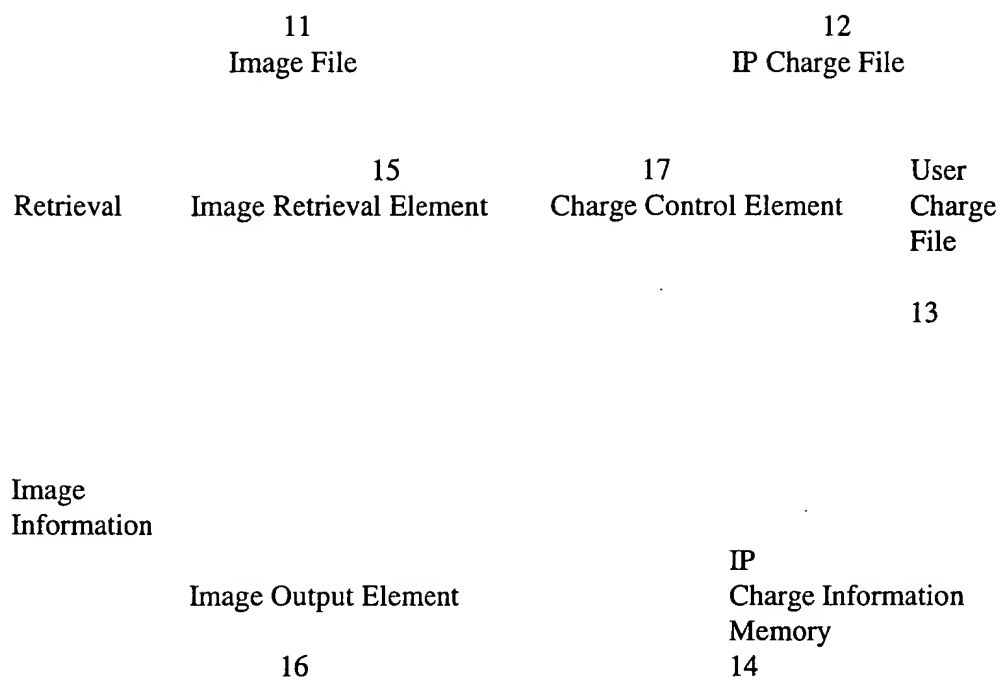 11
12
Image File
IP Charge File
15
17
User
Retrieval
Image Retrieval Element
Charge Control Element
Charge
File
13
Image
Information
IP
Image Output Element
Charge Information
Memory
16
14